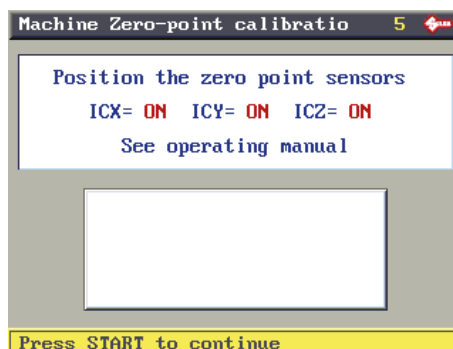 Machine Zero-point calibratio 5 SILCA
Position the zero point sensors
ICX= ON ICY= ON ICZ= ON
See operating manual
Press START to continue